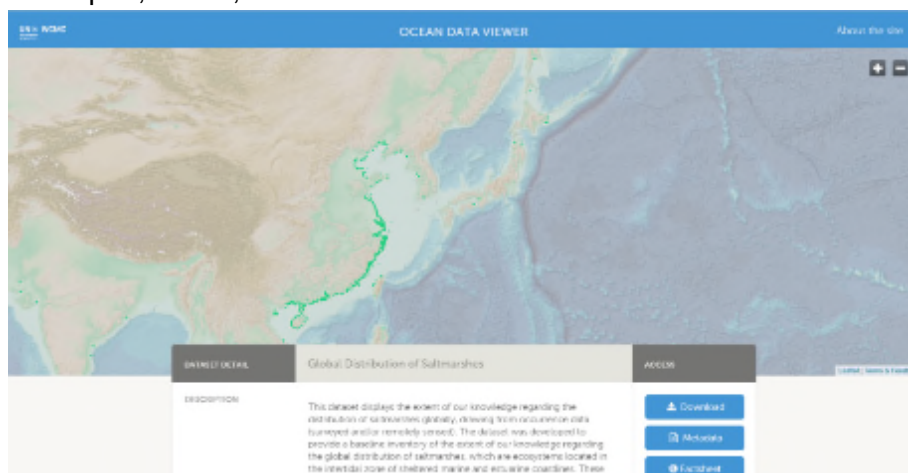 WCMC
OCEAN DATA VIEWER
About the site
DATASET DETAIL
Global Distribution of Saltmarshes
ACCESS
Leaflet
DESCRIPTION
This dataset displays the extent of our knowledge regarding the
distribution of saltmarshes globally, drawing from occurrence data
(surveyed and/or remotely sensed). The dataset was developed to
provide a baseline inventory of the extent of our knowledge regarding
the global distribution of saltmarshes, which are ecosystems located in
the intertidal zone of sheltered marine and estuarine coastlines. These
Download
Metadata
Factsheet